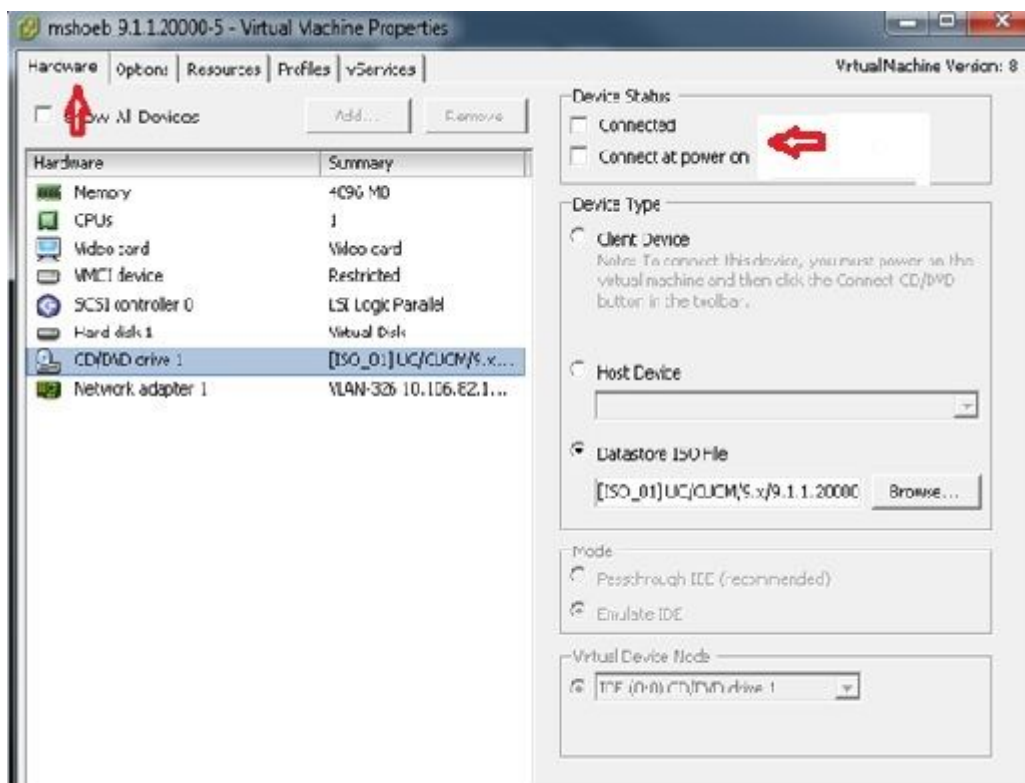 mshoeb 9.1.1.20000-5 - Virtual Machine Properties
Hardware Options Resources Profiles vServices
Virtual Machine Version: 8
All Devices
Add...
Remove
Hardware Summary
Memory 4096 MB
CPUs 1
Video card Video card
VMCI device Restricted
SCSI controller 0 LSI Logic Parallel
Hard disk 1 Virtual Disk
CD/DVD drive 1 [ISO_01] UC/CUCM/9.x...
Network adapter 1 VLAN-326 10.106.82.1...
Device Status
Connected
Connect at power on
Device Type
Client Device
Note: To connect this device, you must power on the
virtual machine and then click the Connect CD/DVD
button in the toolbar.
Host Device
Datastore ISO File
[ISO_01] UC/CUCM/9.x/9.1.1.20000
Browse...
Mode
Passthrough IDE (recommended)
Emulate IDE
Virtual Device Node
IDE (0:0) CD/DVD drive 1